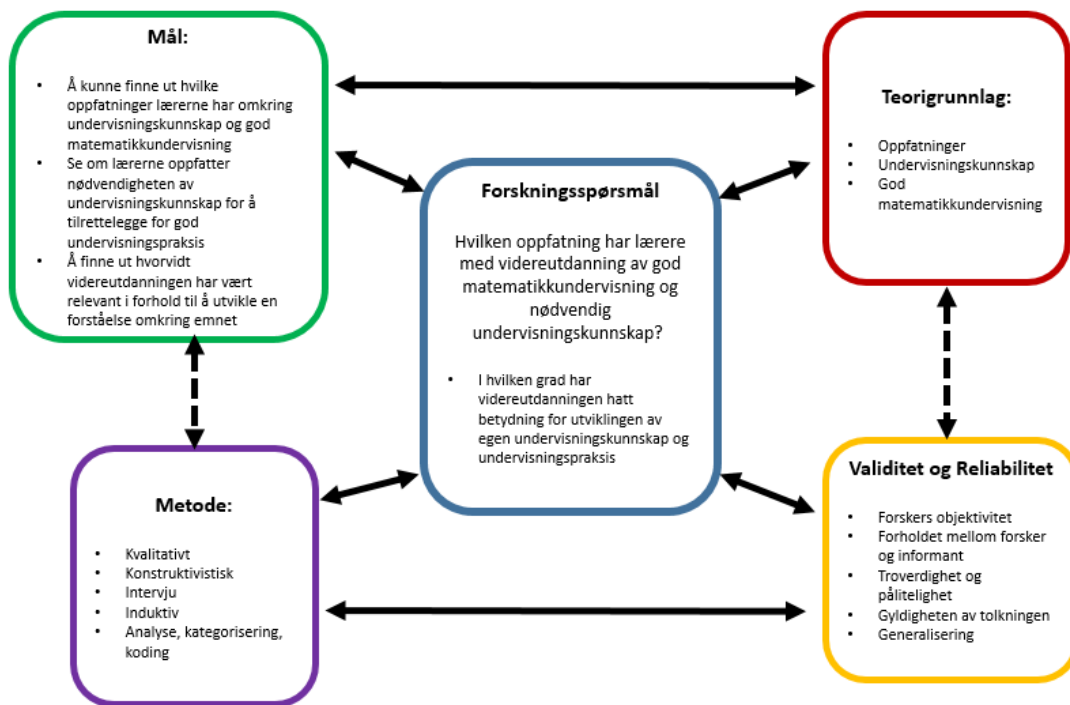 Mål:
• Å kunne finne ut hvilke
oppfatninger lærerne har omkring
undervisningskunnskap og god
matematikkundervisning
• Se om lærerne oppfatter
nødvendigheten av
undervisningskunnskap for å
tilrettelegge for god
undervisningspraksis
• Å finne ut hvorvidt
videreutdanningen har vært
relevant i forhold til å utvikle en
forståelse omkring emnet
Teorigrunnlag:
• Oppfatninger
• Undervisningskunnskap
• God
matematikkundervisning
Forskningsspørsmål
Hvilken oppfatning har lærere
med videreutdanning av god
matematikkundervisning og
nødvendig
undervisningskunnskap?
• I hvilken grad har
videreutdanningen hatt
betydning for utviklingen av
egen undervisningskunnskap og
undervisningspraksis
Metode:
• Kvalitativt
• Konstruktivistisk
• Intervju
• Induktiv
• Analyse, kategorisering,
koding
Validitet og Reliabilitet
• Forskers objektivitet
• Forholdet mellom forsker
og informant
• Troverdighet og
pålitelighet
• Gyldigheten av tolkningen
• Generalisering